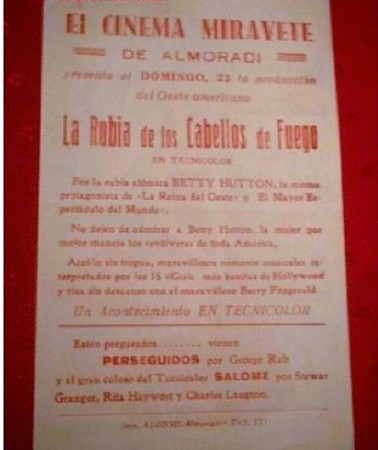 El CINEMA MIRAVETE
DE ALMORADI
presenta el DOMINGO, 23 la producción
del Oeste americano
La Rubia de los Cabellos de Fuego
EN TECNICOLOR
Por la rubia atómica BETTY HUTTON, la misma
protagonista de «La Reina del Oeste» y El Mayor Es-
pectáculo del Mundo».
No dejen de admirar a Betty Hutton, la mujer que
mejor maneja los revólveres de toda América,
Acción sin tregua, maravillosos números musicales in-
terpretados por las 15 «Girl» más bonitas de Hollywood
y risa sin descanso con el maravilloso Barry Fitzgerald.
Un Acontecimiento EN TECNICOLOR
Estén preparados........ vienen
PERSEGUIDOS por George Raft
y el gran coloso del Tecnicolor SALOME por Stewar
Granger, Rita Haywort y Charles Laugton.
Imp. ALONSO.-Almoradí